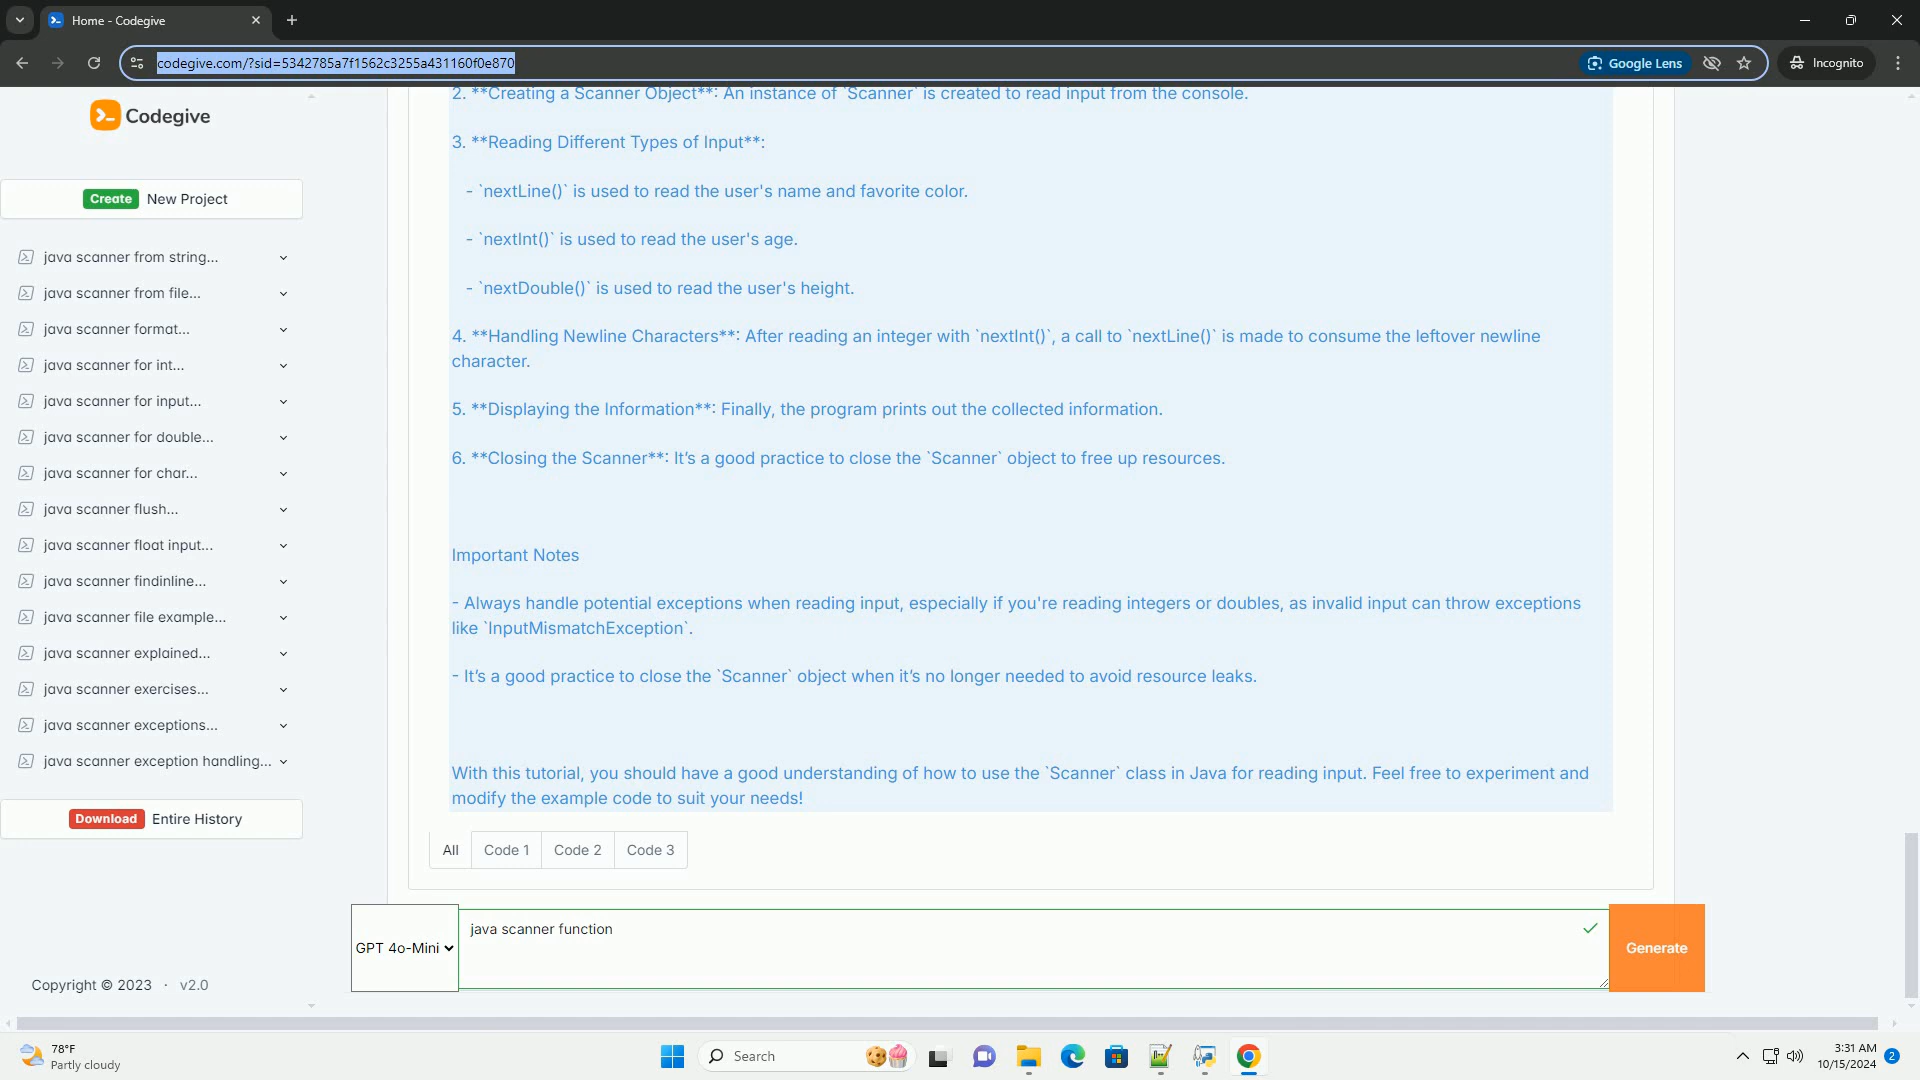 Home - Codegive
codegive.com/?sid=5342785a7f1562c3255a431160f0e870
Google Lens
Incognito
Codegive
Create New Project
java scanner from string...
java scanner from file...
java scanner format...
java scanner for int...
java scanner for input...
java scanner for double...
java scanner for char...
java scanner flush...
java scanner float input...
java scanner findinline...
java scanner file example...
java scanner explained...
java scanner exercises...
java scanner exceptions...
java scanner exception handling...
Download Entire History
Copyright © 2023 · v2.0
2. **Creating a Scanner Object**: An instance of `Scanner` is created to read input from the console.
3. **Reading Different Types of Input**:
- `nextLine()` is used to read the user's name and favorite color.
- `nextInt()` is used to read the user's age.
- `nextDouble()` is used to read the user's height.
4. **Handling Newline Characters**: After reading an integer with `nextInt()`, a call to `nextLine()` is made to consume the leftover newline
character.
5. **Displaying the Information**: Finally, the program prints out the collected information.
6. **Closing the Scanner**: It’s a good practice to close the `Scanner` object to free up resources.
Important Notes
- Always handle potential exceptions when reading input, especially if you're reading integers or doubles, as invalid input can throw exceptions
like `InputMismatchException`.
- It’s a good practice to close the `Scanner` object when it’s no longer needed to avoid resource leaks.
With this tutorial, you should have a good understanding of how to use the `Scanner` class in Java for reading input. Feel free to experiment and
modify the example code to suit your needs!
All Code 1 Code 2 Code 3
GPT 4o-Mini
java scanner function
Generate
78°F
Partly cloudy
Search
3:31 AM
10/15/2024
2